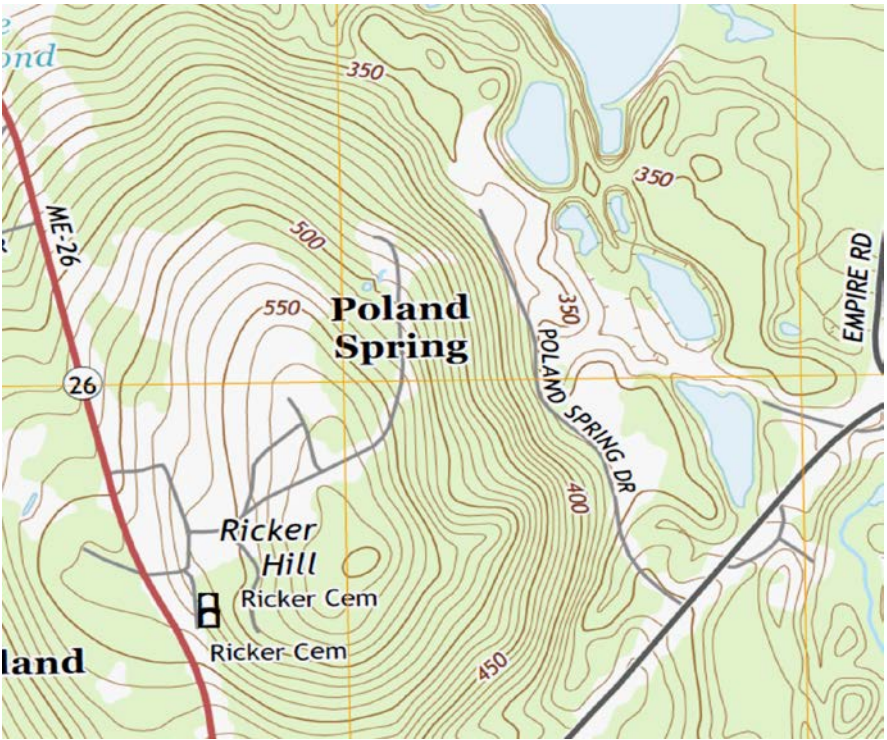 ond
350
ME-26
500
350
EMPIRE RD
550
Poland
Spring
350
26
POLAND SPRING DR
400
Ricker
Hill
Ricker Cem
Ricker Cem
land
450